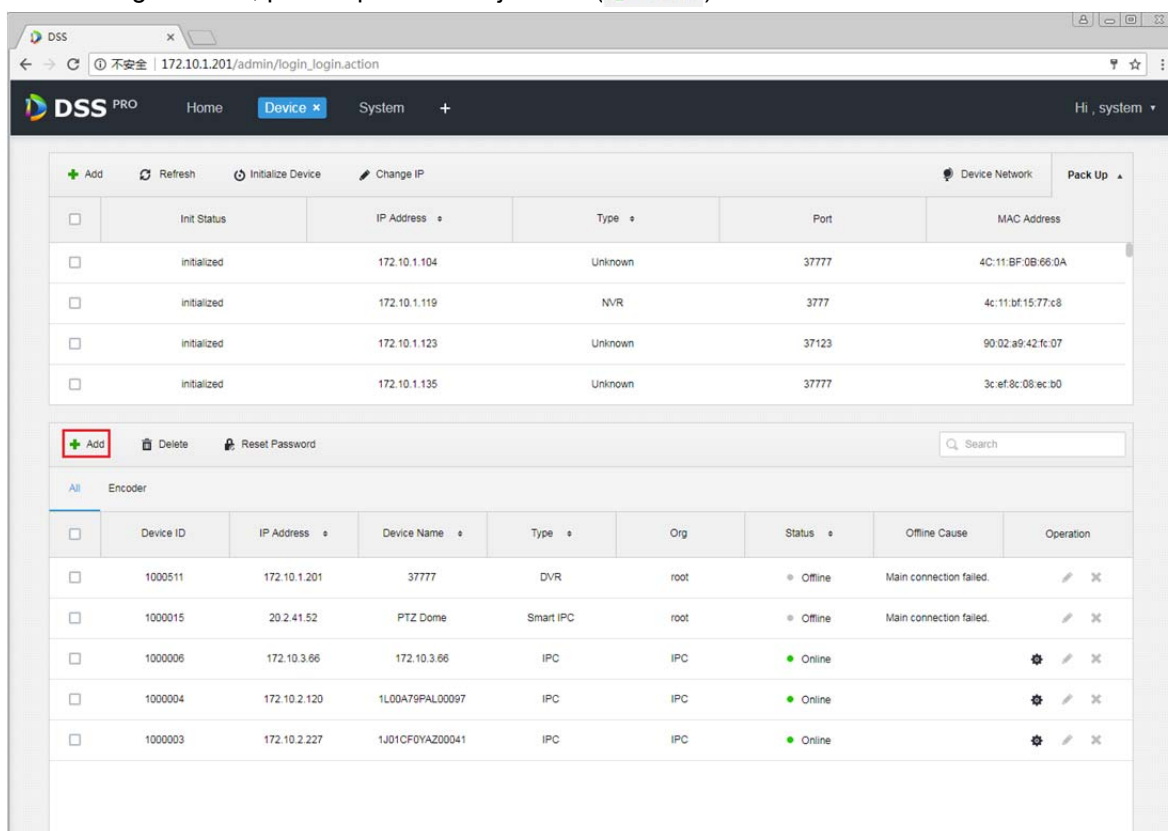 DSS
不安全 | 172.10.1.201/admin/login_login.action
DSS PRO Home Device × System + Hi , system
Add Refresh Initialize Device Change IP Device Network Pack Up
Init Status IP Address Type Port MAC Address
initialized 172.10.1.104 Unknown 37777 4C:11:BF:0B:66:0A
initialized 172.10.1.119 NVR 3777 4c:11:bf:15:77:c8
initialized 172.10.1.123 Unknown 37123 90:02:a9:42:fc:07
initialized 172.10.1.135 Unknown 37777 3c:ef:8c:08:ec:b0
Add Delete Reset Password Search
All Encoder
Device ID IP Address Device Name Type Org Status Offline Cause Operation
1000511 172.10.1.201 37777 DVR root Offline Main connection failed.
1000015 20.2.41.52 PTZ Dome Smart IPC root Offline Main connection failed.
1000006 172.10.3.66 172.10.3.66 IPC IPC Online
1000004 172.10.2.120 1L00A79PAL00097 IPC IPC Online
1000003 172.10.2.227 1J01CF0YAZ00041 IPC IPC Online